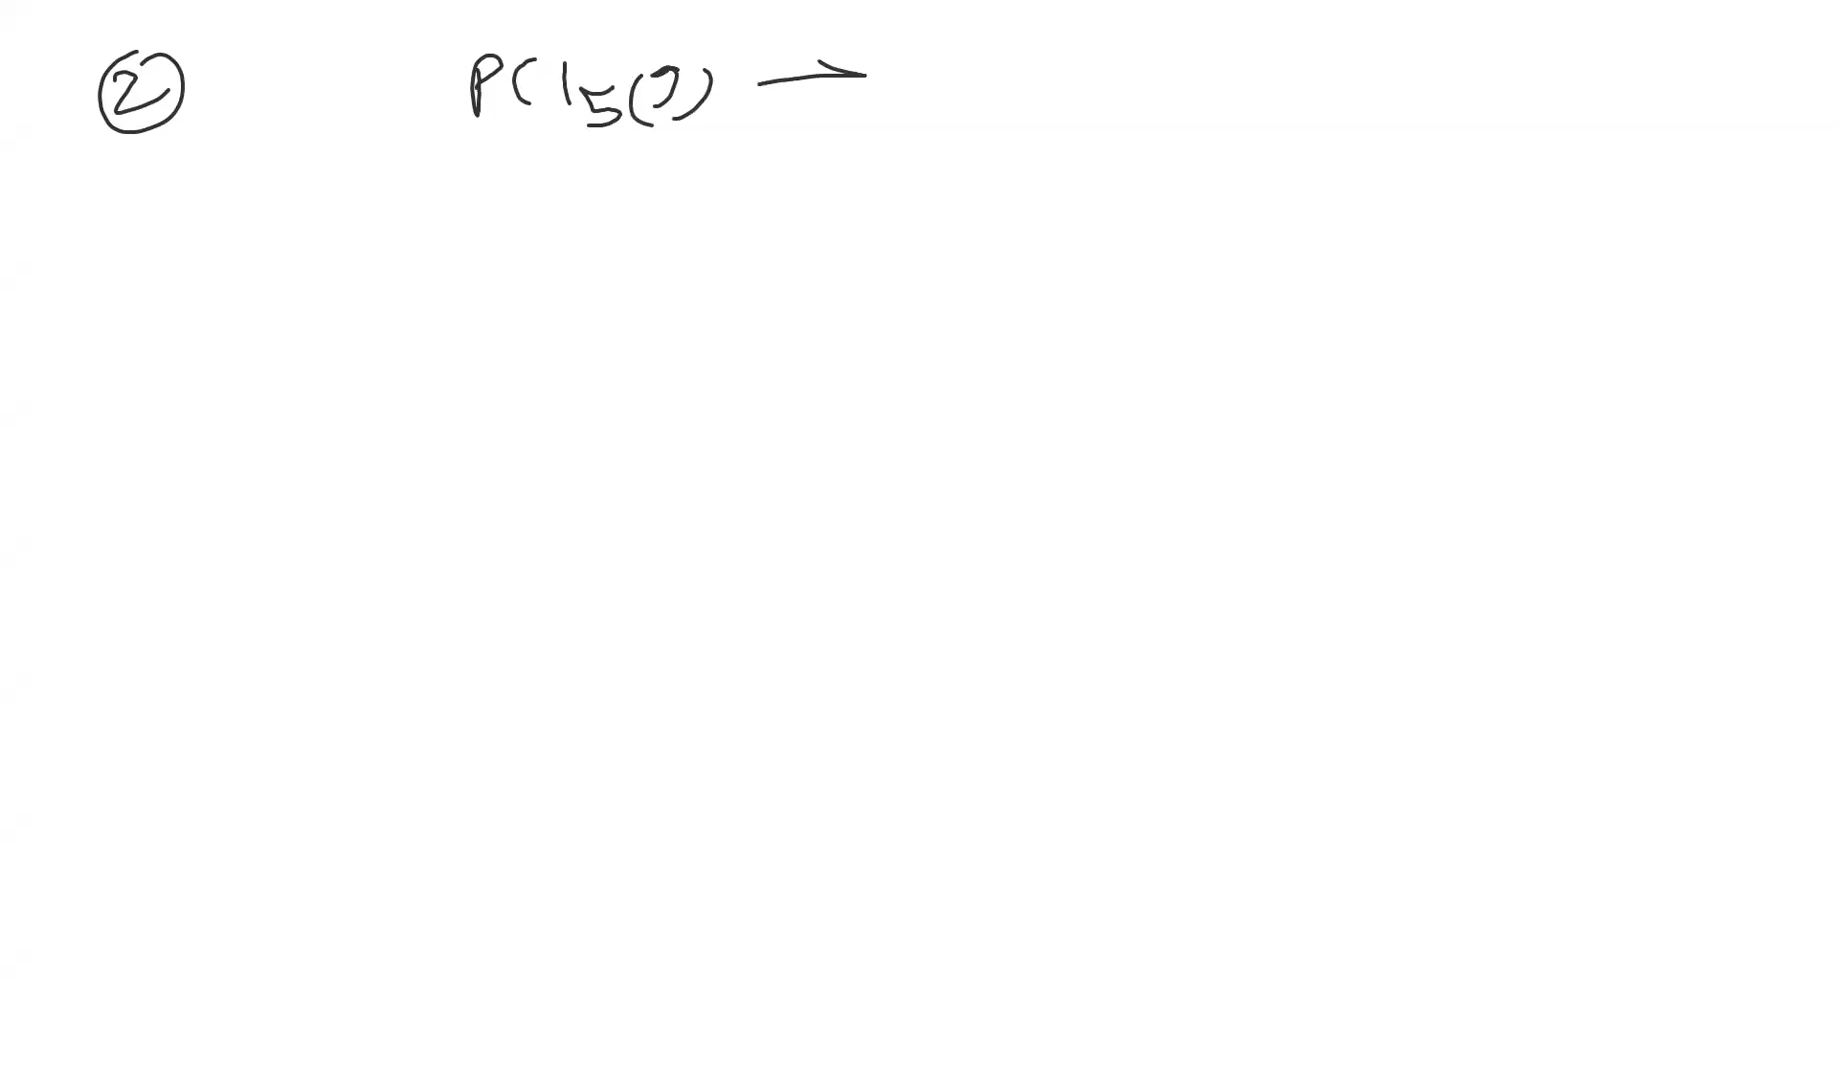 ② PCl₅(g) ⇀